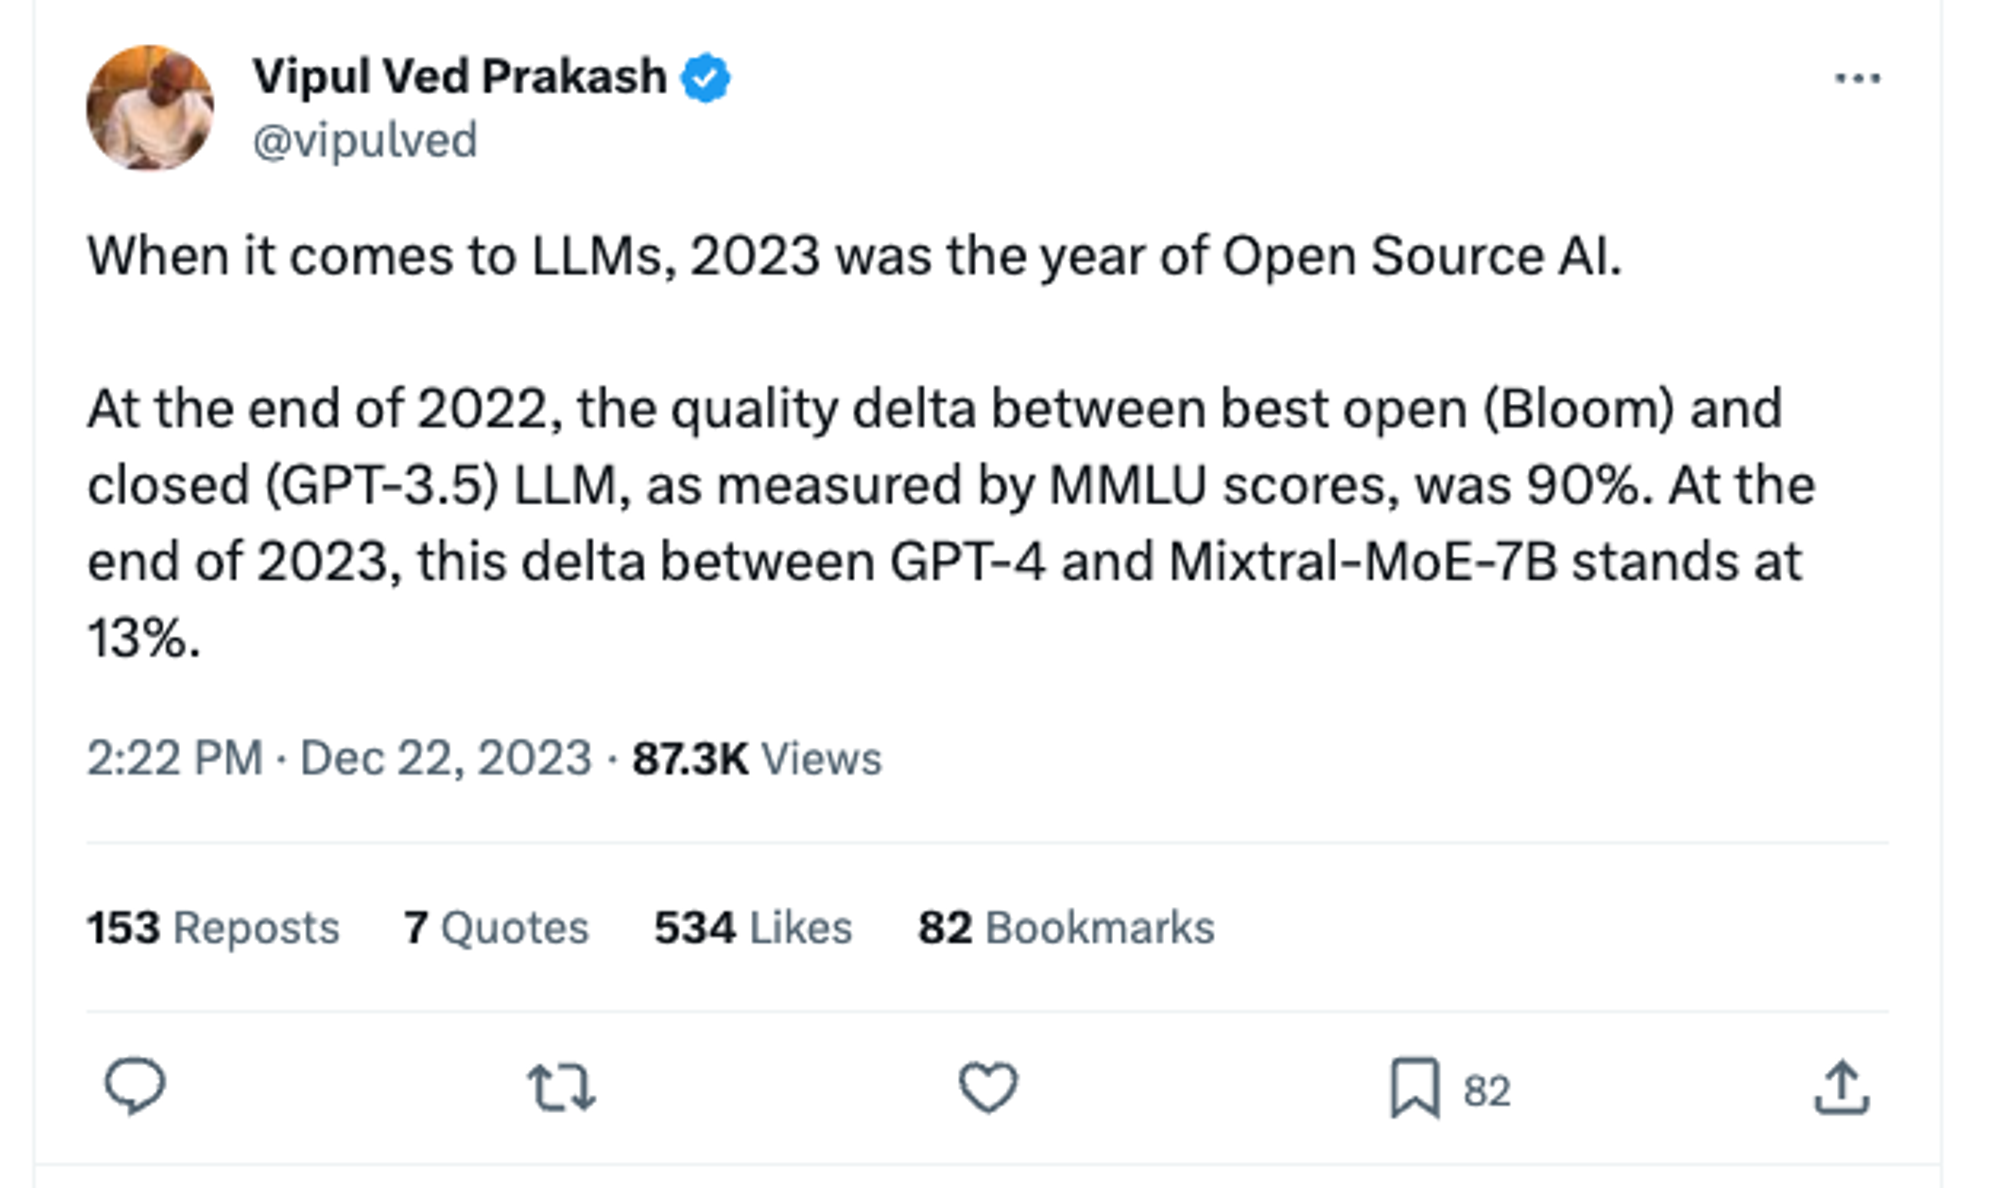 Vipul Ved Prakash
@vipulved
When it comes to LLMs, 2023 was the year of Open Source AI.
At the end of 2022, the quality delta between best open (Bloom) and
closed (GPT-3.5) LLM, as measured by MMLU scores, was 90%. At the
end of 2023, this delta between GPT-4 and Mixtral-MoE-7B stands at
13%.
2:22 PM · Dec 22, 2023 · 87.3K Views
153 Reposts 7 Quotes 534 Likes 82 Bookmarks
82